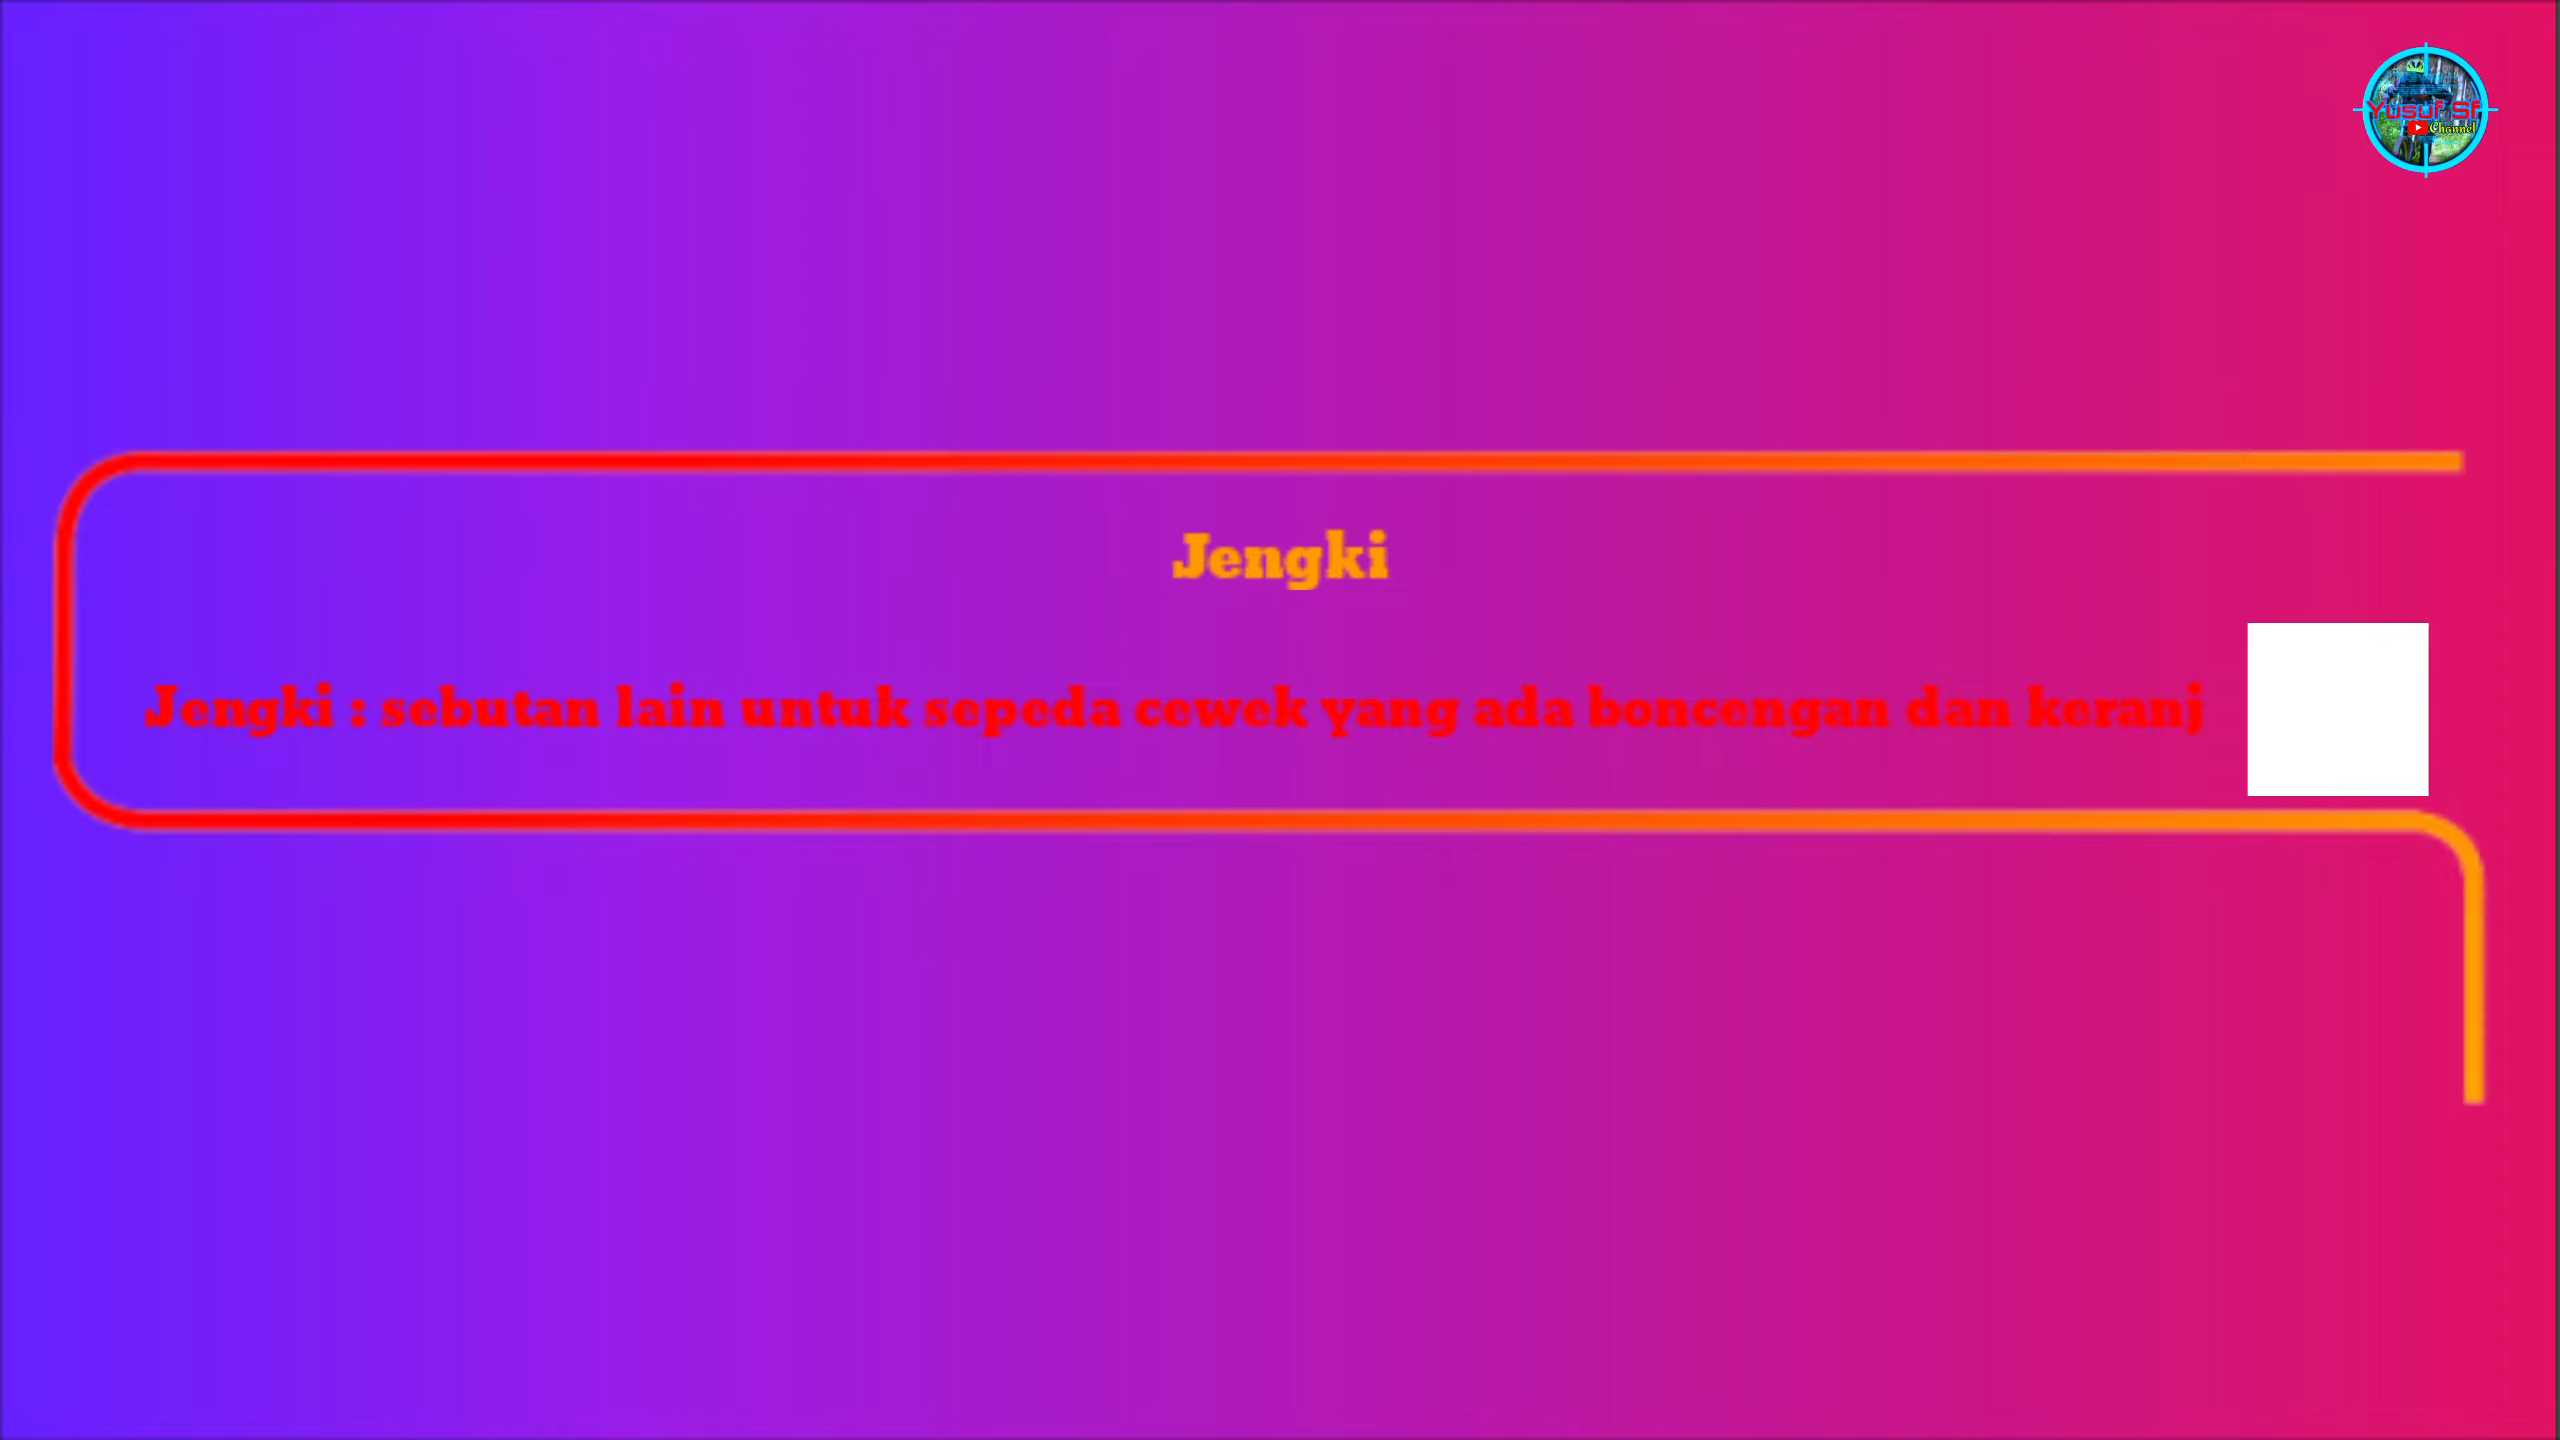 Yusuf Sf
Channel
Jengki
Jengki : sebutan lain untuk sepeda cewek yang ada boncengan dan keranj